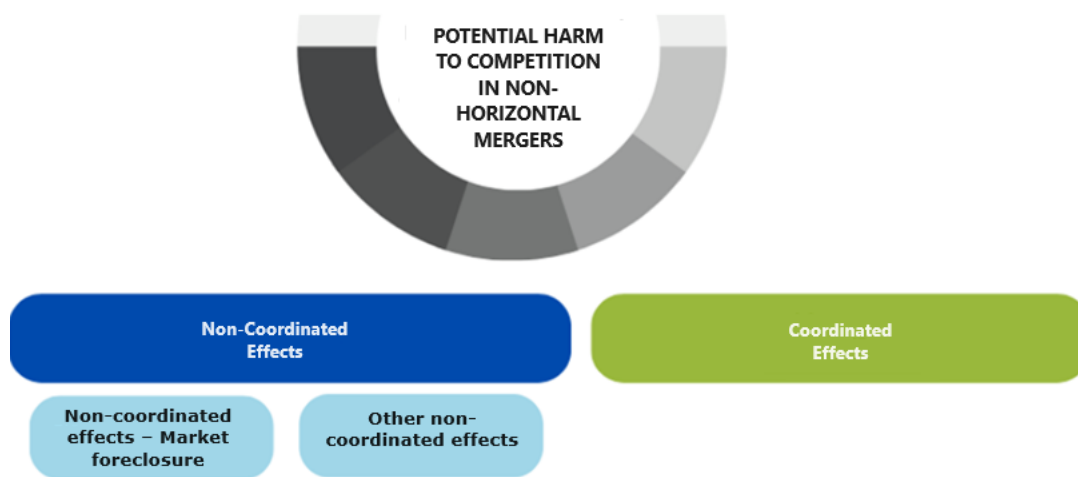 POTENTIAL HARM
TO COMPETITION
IN NON-
HORIZONTAL
MERGERS
Non-Coordinated
Effects
Coordinated
Effects
Non-coordinated
effects – Market
foreclosure
Other non-
coordinated effects